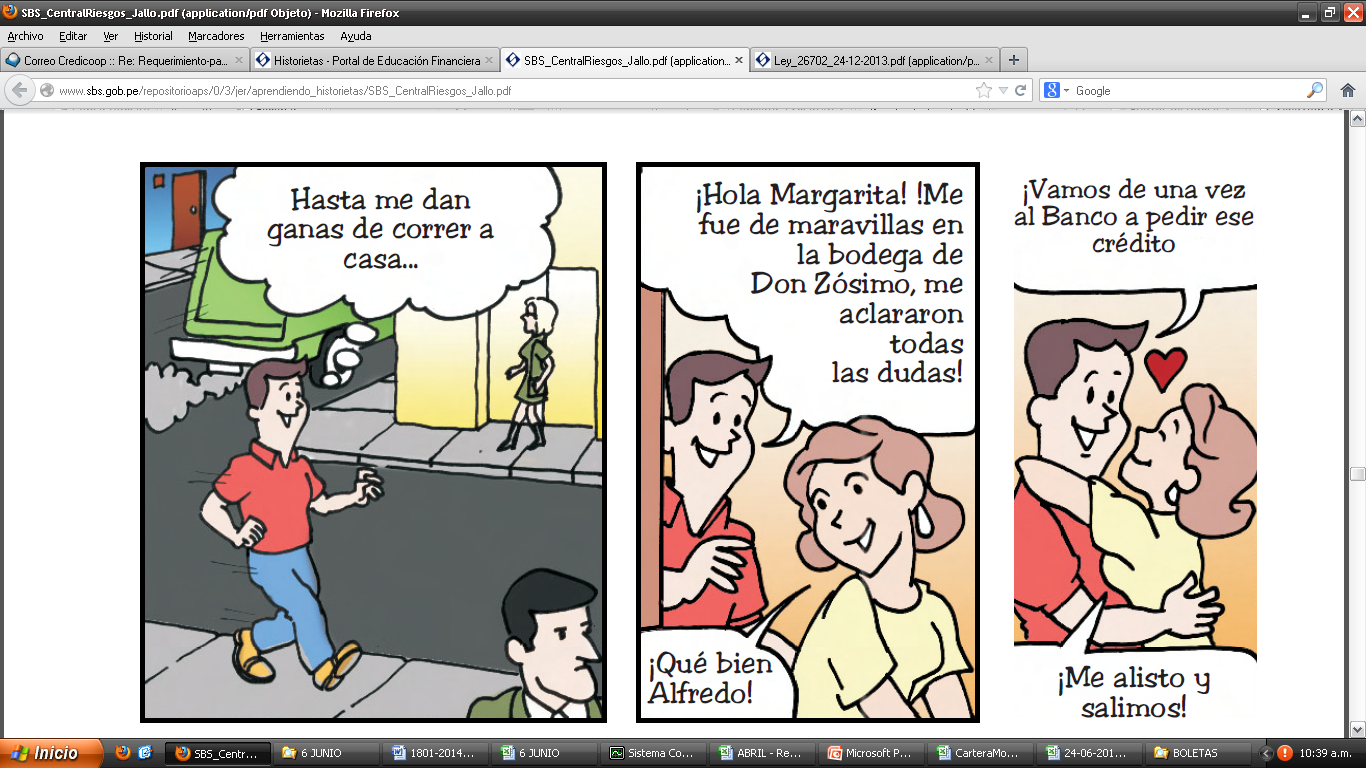 SBS_CentralRiesgos_Jallo.pdf (application/pdf Objeto) - Mozilla Firefox
Archivo Editar Ver Historial Marcadores Herramientas Ayuda
Correo Credicoop :: Re: Requerimiento-pa...
Historietas - Portal de Educación Financiera
SBS_CentralRiesgos_Jallo.pdf (application...
Ley_26702_24-12-2013.pdf (application/p...
www.sbs.gob.pe/repositorioaps/0/3/jer/aprendiendo_historietas/SBS_CentralRiesgos_Jallo.pdf
Google
Hasta me dan
ganas de correr a
casa...
¡Hola Margarita! !Me
fue de maravillas en
la bodega de
Don Zósimo, me
aclararon
todas
las dudas!
¡Qué bien
Alfredo!
¡Vamos de una vez
al Banco a pedir ese
crédito
¡Me alisto y
salimos!
Inicio
SBS_Centr...
6 JUNIO
1801-2014...
6 JUNIO
Sistema Co...
ABRIL - Re...
Microsoft P...
CarteraMo...
24-06-201...
BOLETAS
10:39 a.m.